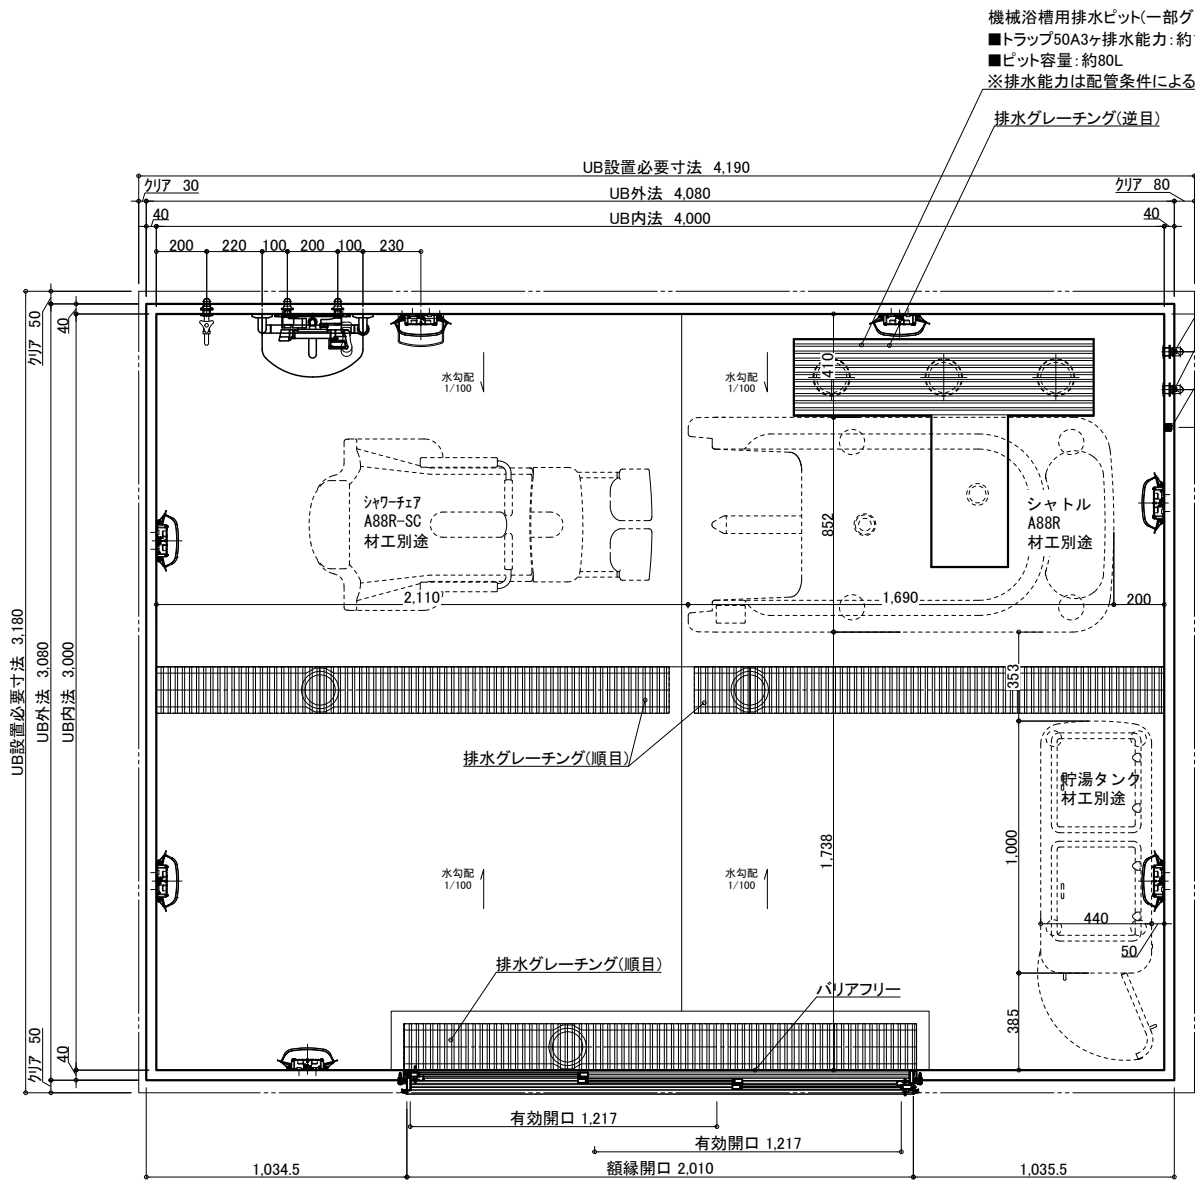 機械浴槽用排水ピット(一部グ
■トラップ50A3ヶ排水能力:約
■ピット容量:約80L
※排水能力は配管条件による
排水グレーチング(逆目)
UB設置必要寸法 4,190
クリア 30
UB外法 4,080
クリア 80
40
UB内法 4,000
40
200
220
100
200
100
230
クリア 50
40
水勾配
1/100
水勾配
1/100
410
シャワーチェア
A88R-SC
材工別途
852
シャトル
A88R
材工別途
2,110
1,690
200
UB設置必要寸法 3,180
UB外法 3,080
UB内法 3,000
353
排水グレーチング(順目)
貯湯タンク
材工別途
1,738
1,000
水勾配
1/100
水勾配
1/100
440
50
排水グレーチング(順目)
バリアフリー
385
クリア 50
40
有効開口 1,217
有効開口 1,217
1,034.5
額縁開口 2,010
1,035.5